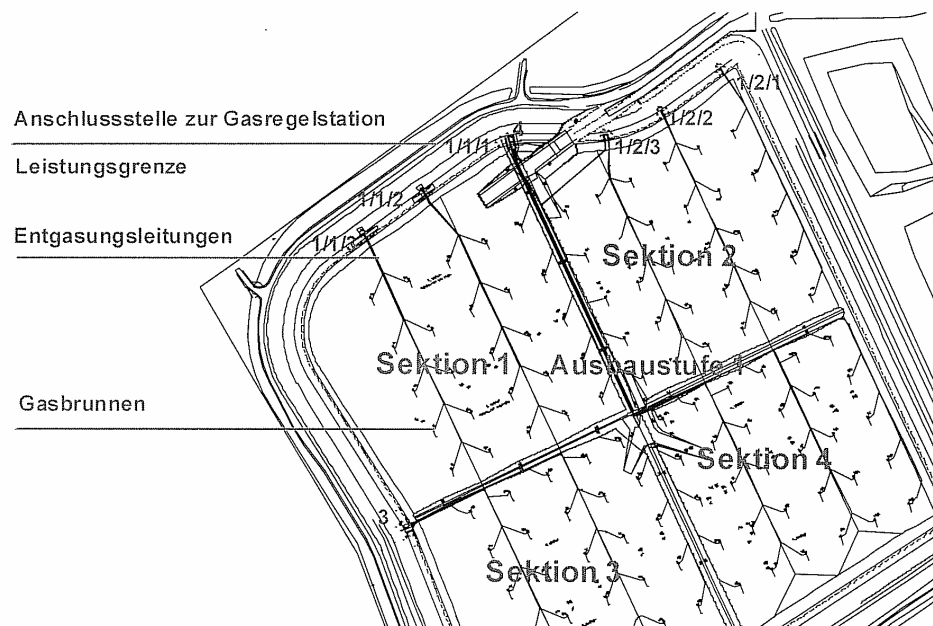 Anschlussstelle zur Gasregelstation
Leistungsgrenze
Entgasungsleitungen
Gasbrunnen
1/1/1
4
1/1/2
1/1/3
1/2/1
1/2/2
1/2/3
Sektion 2
Sektion 1
Ausbaustufe 1
Sektion 4
3
Sektion 3